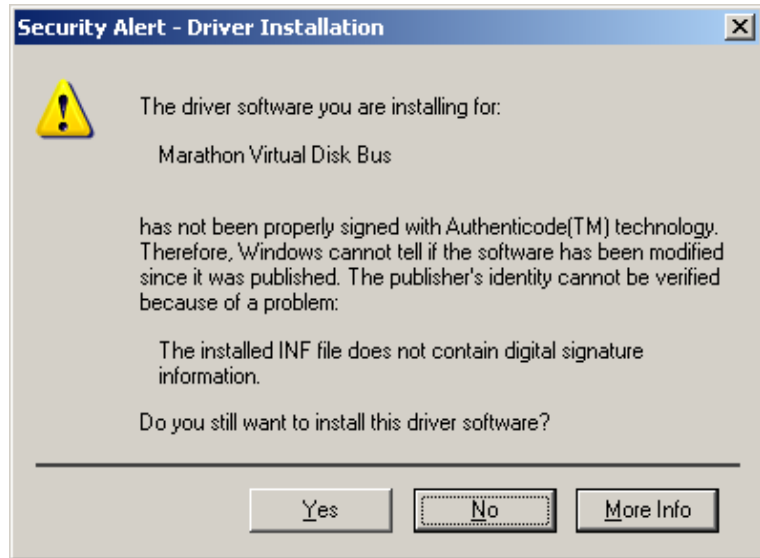 Security Alert - Driver Installation
The driver software you are installing for:
Marathon Virtual Disk Bus
has not been properly signed with Authenticode(TM) technology.
Therefore, Windows cannot tell if the software has been modified
since it was published. The publisher's identity cannot be verified
because of a problem:
The installed INF file does not contain digital signature
information.
Do you still want to install this driver software?
Yes No More Info